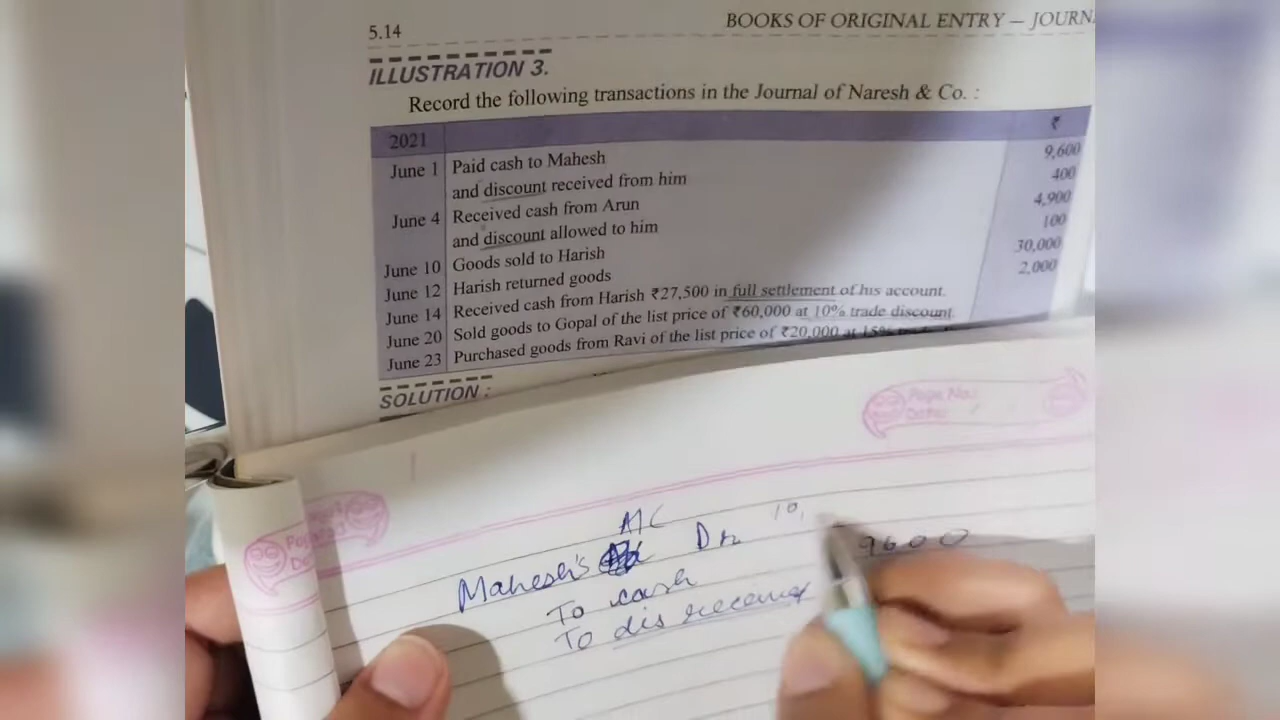 5.14
BOOKS OF ORIGINAL ENTRY — JOURN
ILLUSTRATION 3.
Record the following transactions in the Journal of Naresh & Co. :
2021 ₹
June 1 Paid cash to Mahesh 9,600
and discount received from him 400
June 4 Received cash from Arun 4,900
and discount allowed to him 100
June 10 Goods sold to Harish 30,000
June 12 Harish returned goods 2,000
June 14 Received cash from Harish ₹27,500 in full settlement of his account.
June 20 Sold goods to Gopal of the list price of ₹60,000 at 10% trade discount.
June 23 Purchased goods from Ravi of the list price of ₹20,000 at 15%
SOLUTION :
Page No.:
Date:
A/C
Mahesh's Dr 10, 9600
To cash
To dis received